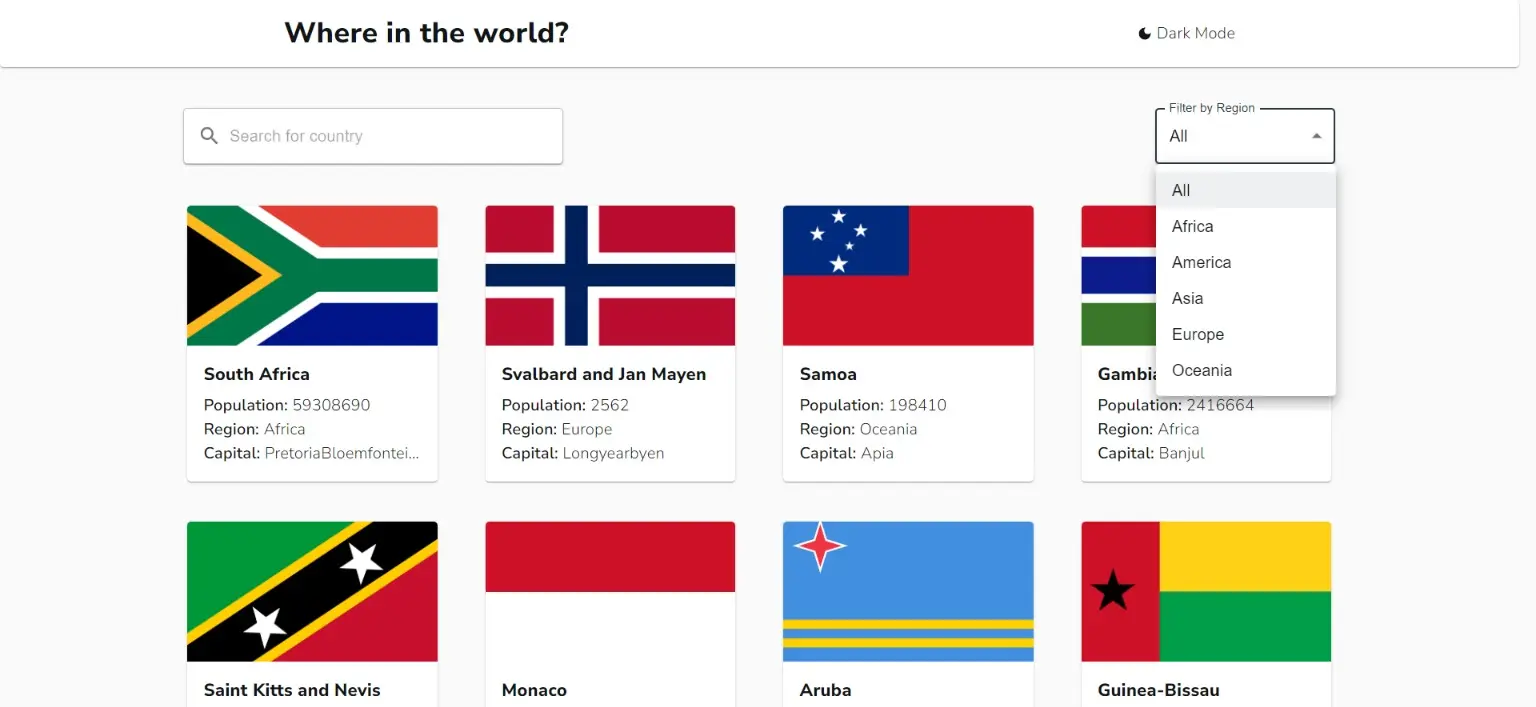 Where in the world?
Dark Mode
Search for country
Filter by Region
All
All
Africa
America
Asia
Europe
Oceania
South Africa
Population: 59308690
Region: Africa
Capital: PretoriaBloemfontei...
Svalbard and Jan Mayen
Population: 2562
Region: Europe
Capital: Longyearbyen
Samoa
Population: 198410
Region: Oceania
Capital: Apia
Gambia
Population: 2416664
Region: Africa
Capital: Banjul
Saint Kitts and Nevis
Monaco
Aruba
Guinea-Bissau